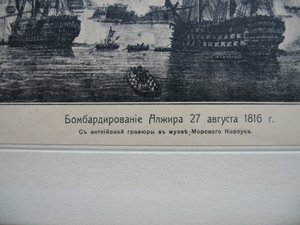 Бомбардированіе Алжира 27 августа 1816 г.
Съ англійской гравюры въ музеѣ Морского Корпуса.